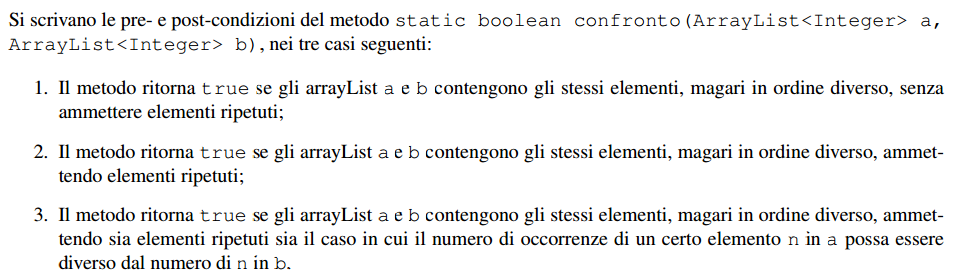 Si scrivano le pre- e post-condizioni del metodo static boolean confronto(ArrayList<Integer> a,
ArrayList<Integer> b), nei tre casi seguenti:
1. Il metodo ritorna true se gli arrayList a e b contengono gli stessi elementi, magari in ordine diverso, senza
ammettere elementi ripetuti;
2. Il metodo ritorna true se gli arrayList a e b contengono gli stessi elementi, magari in ordine diverso, ammet-
tendo elementi ripetuti;
3. Il metodo ritorna true se gli arrayList a e b contengono gli stessi elementi, magari in ordine diverso, ammet-
tendo sia elementi ripetuti sia il caso in cui il numero di occorrenze di un certo elemento n in a possa essere
diverso dal numero di n in b.